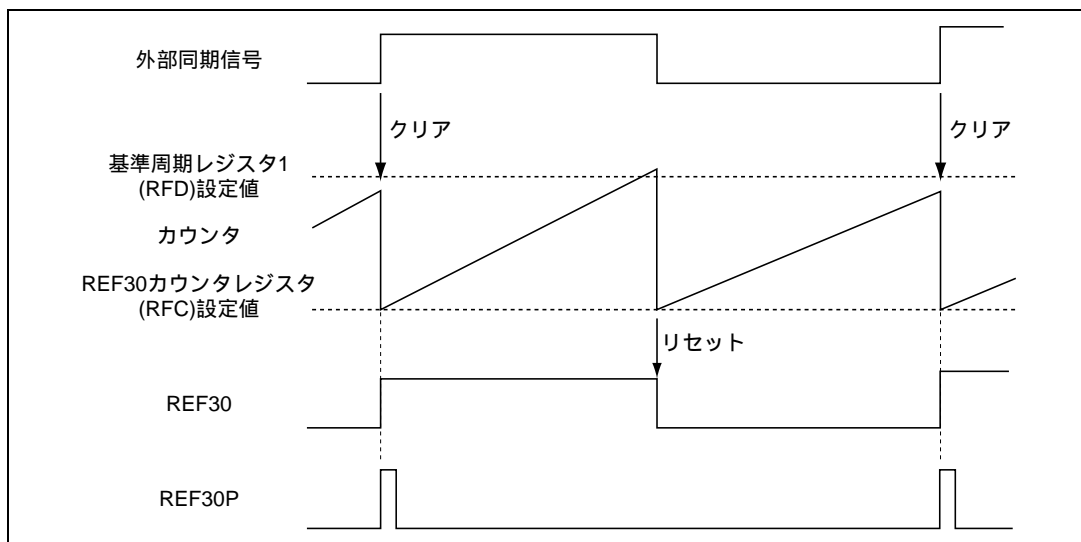 外部同期信号
クリア
クリア
基準周期レジスタ1
(RFD)設定値
カウンタ
REF30カウンタレジスタ
(RFC)設定値
リセット
REF30
REF30P